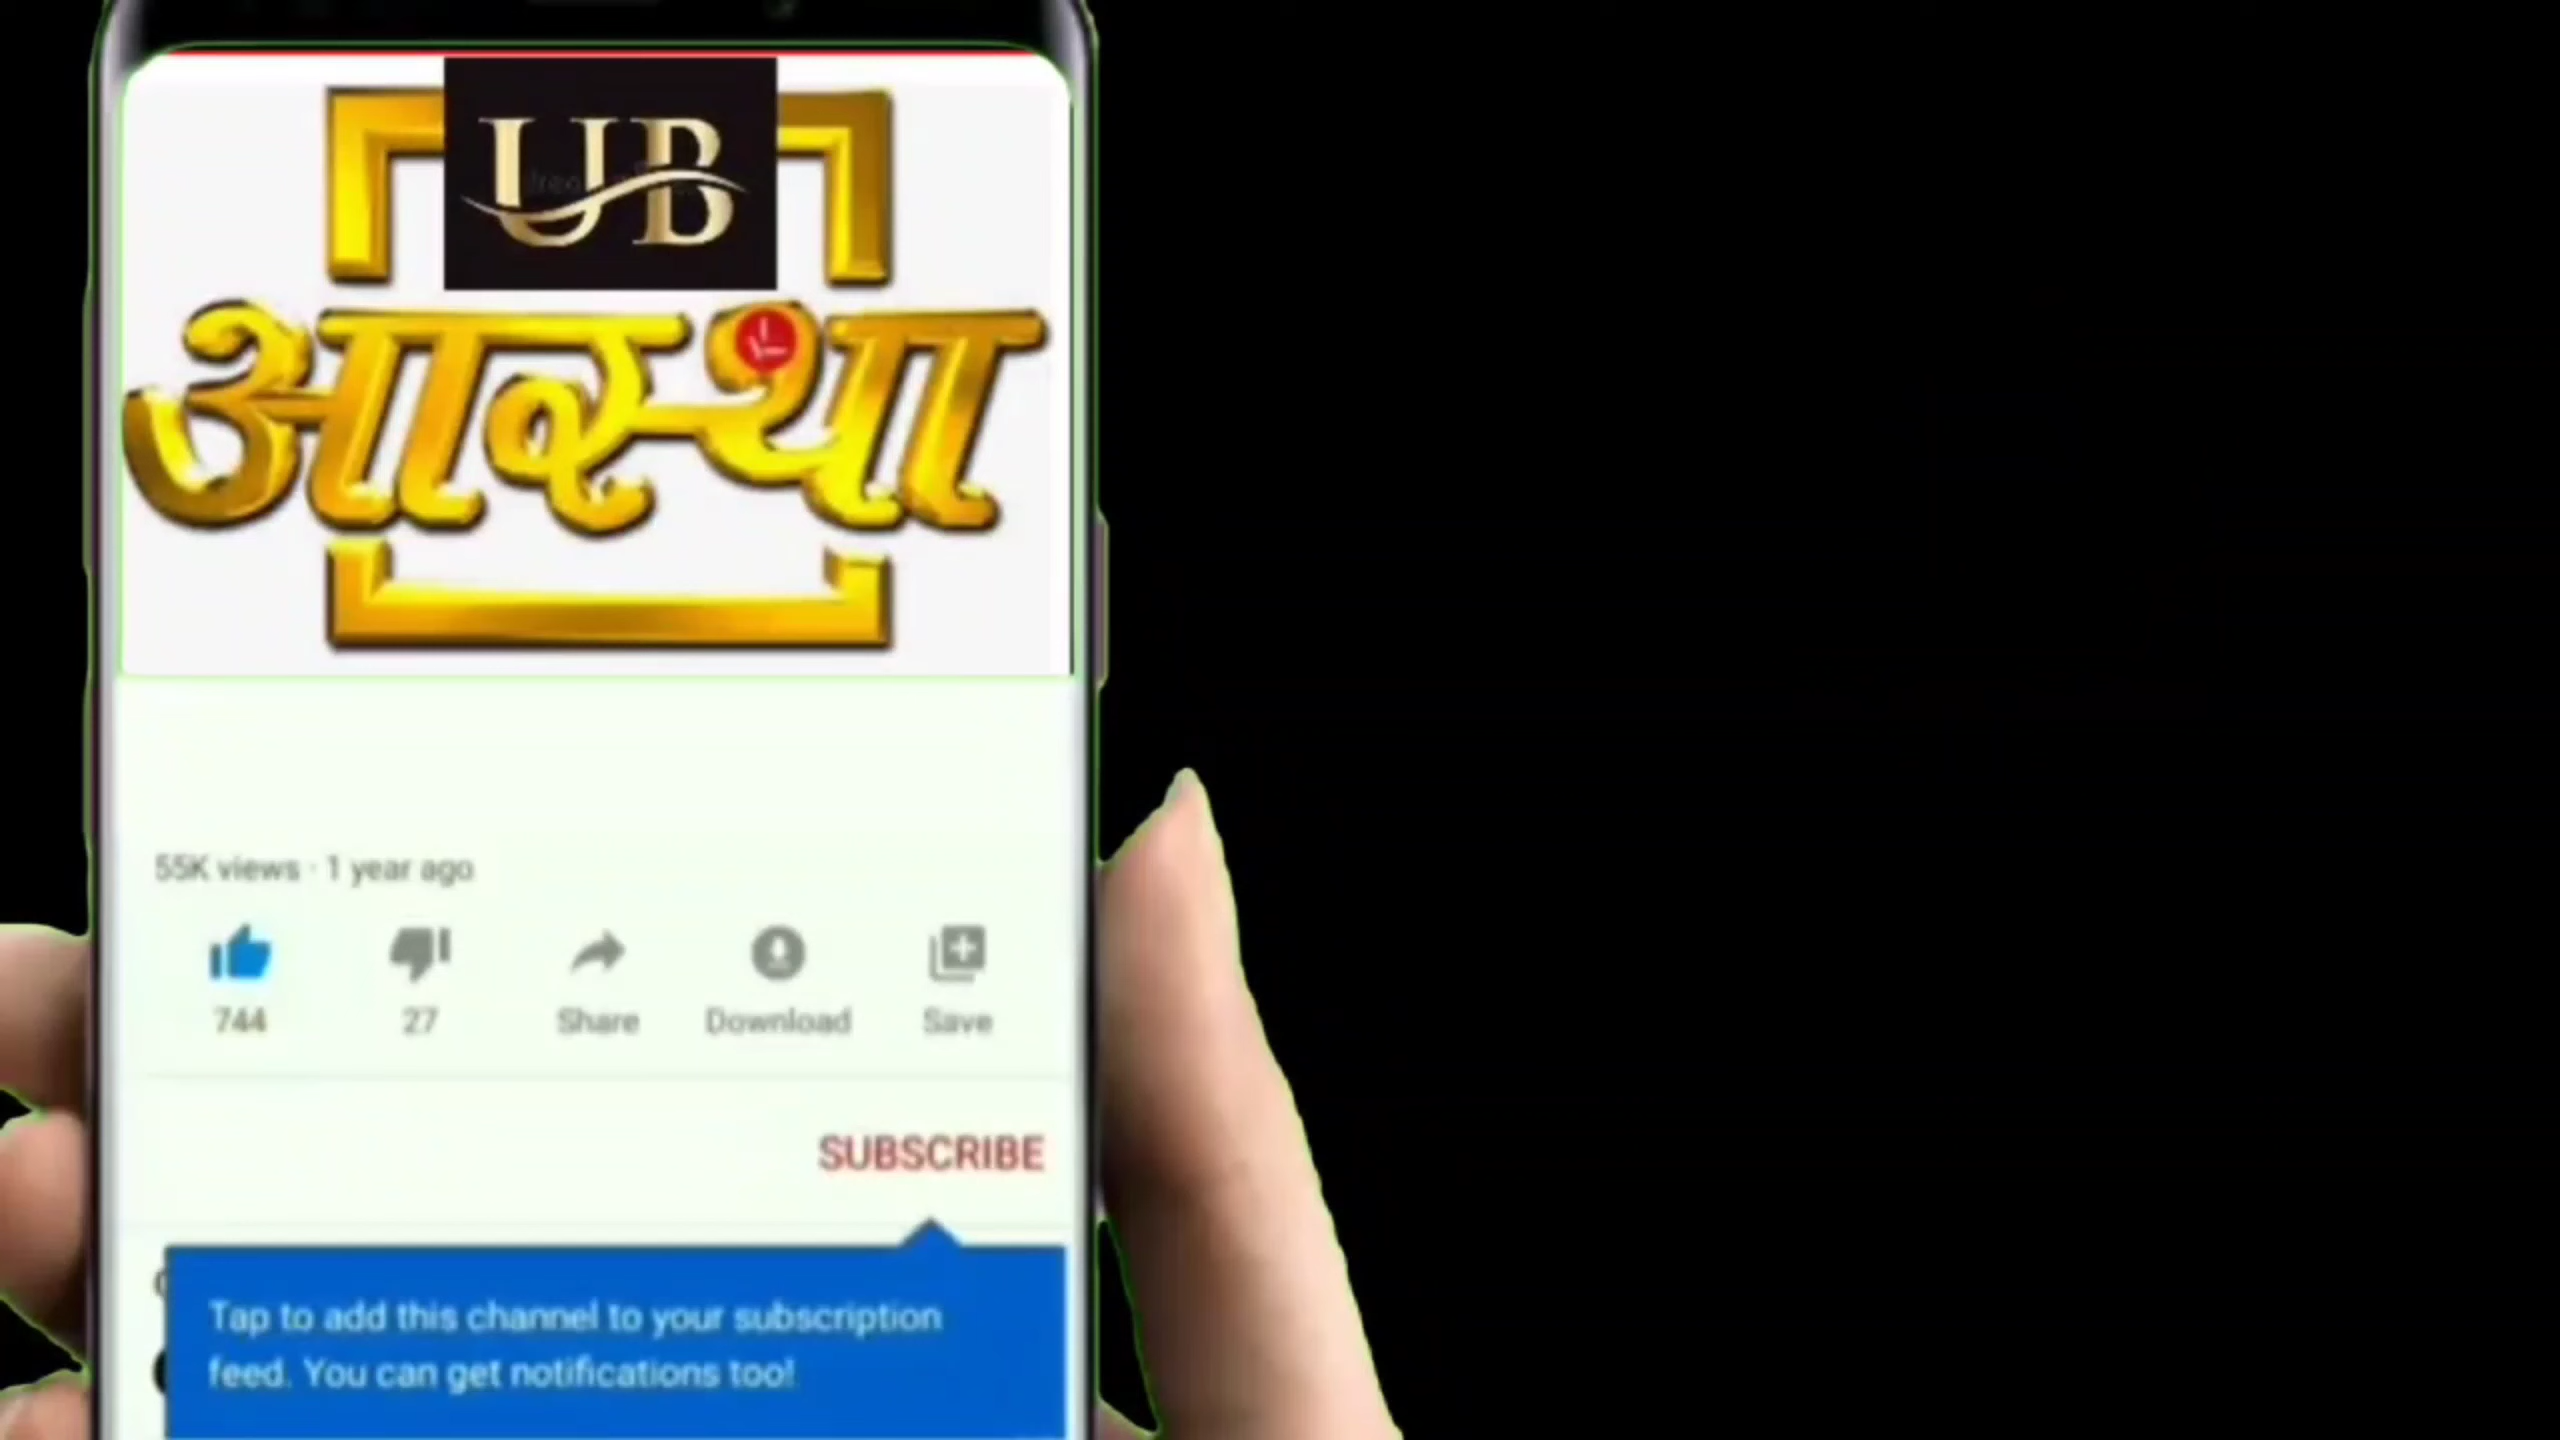 UB
आस्था
55K views · 1 year ago
744 27 Share Download Save
SUBSCRIBE
Tap to add this channel to your subscription
feed. You can get notifications too!